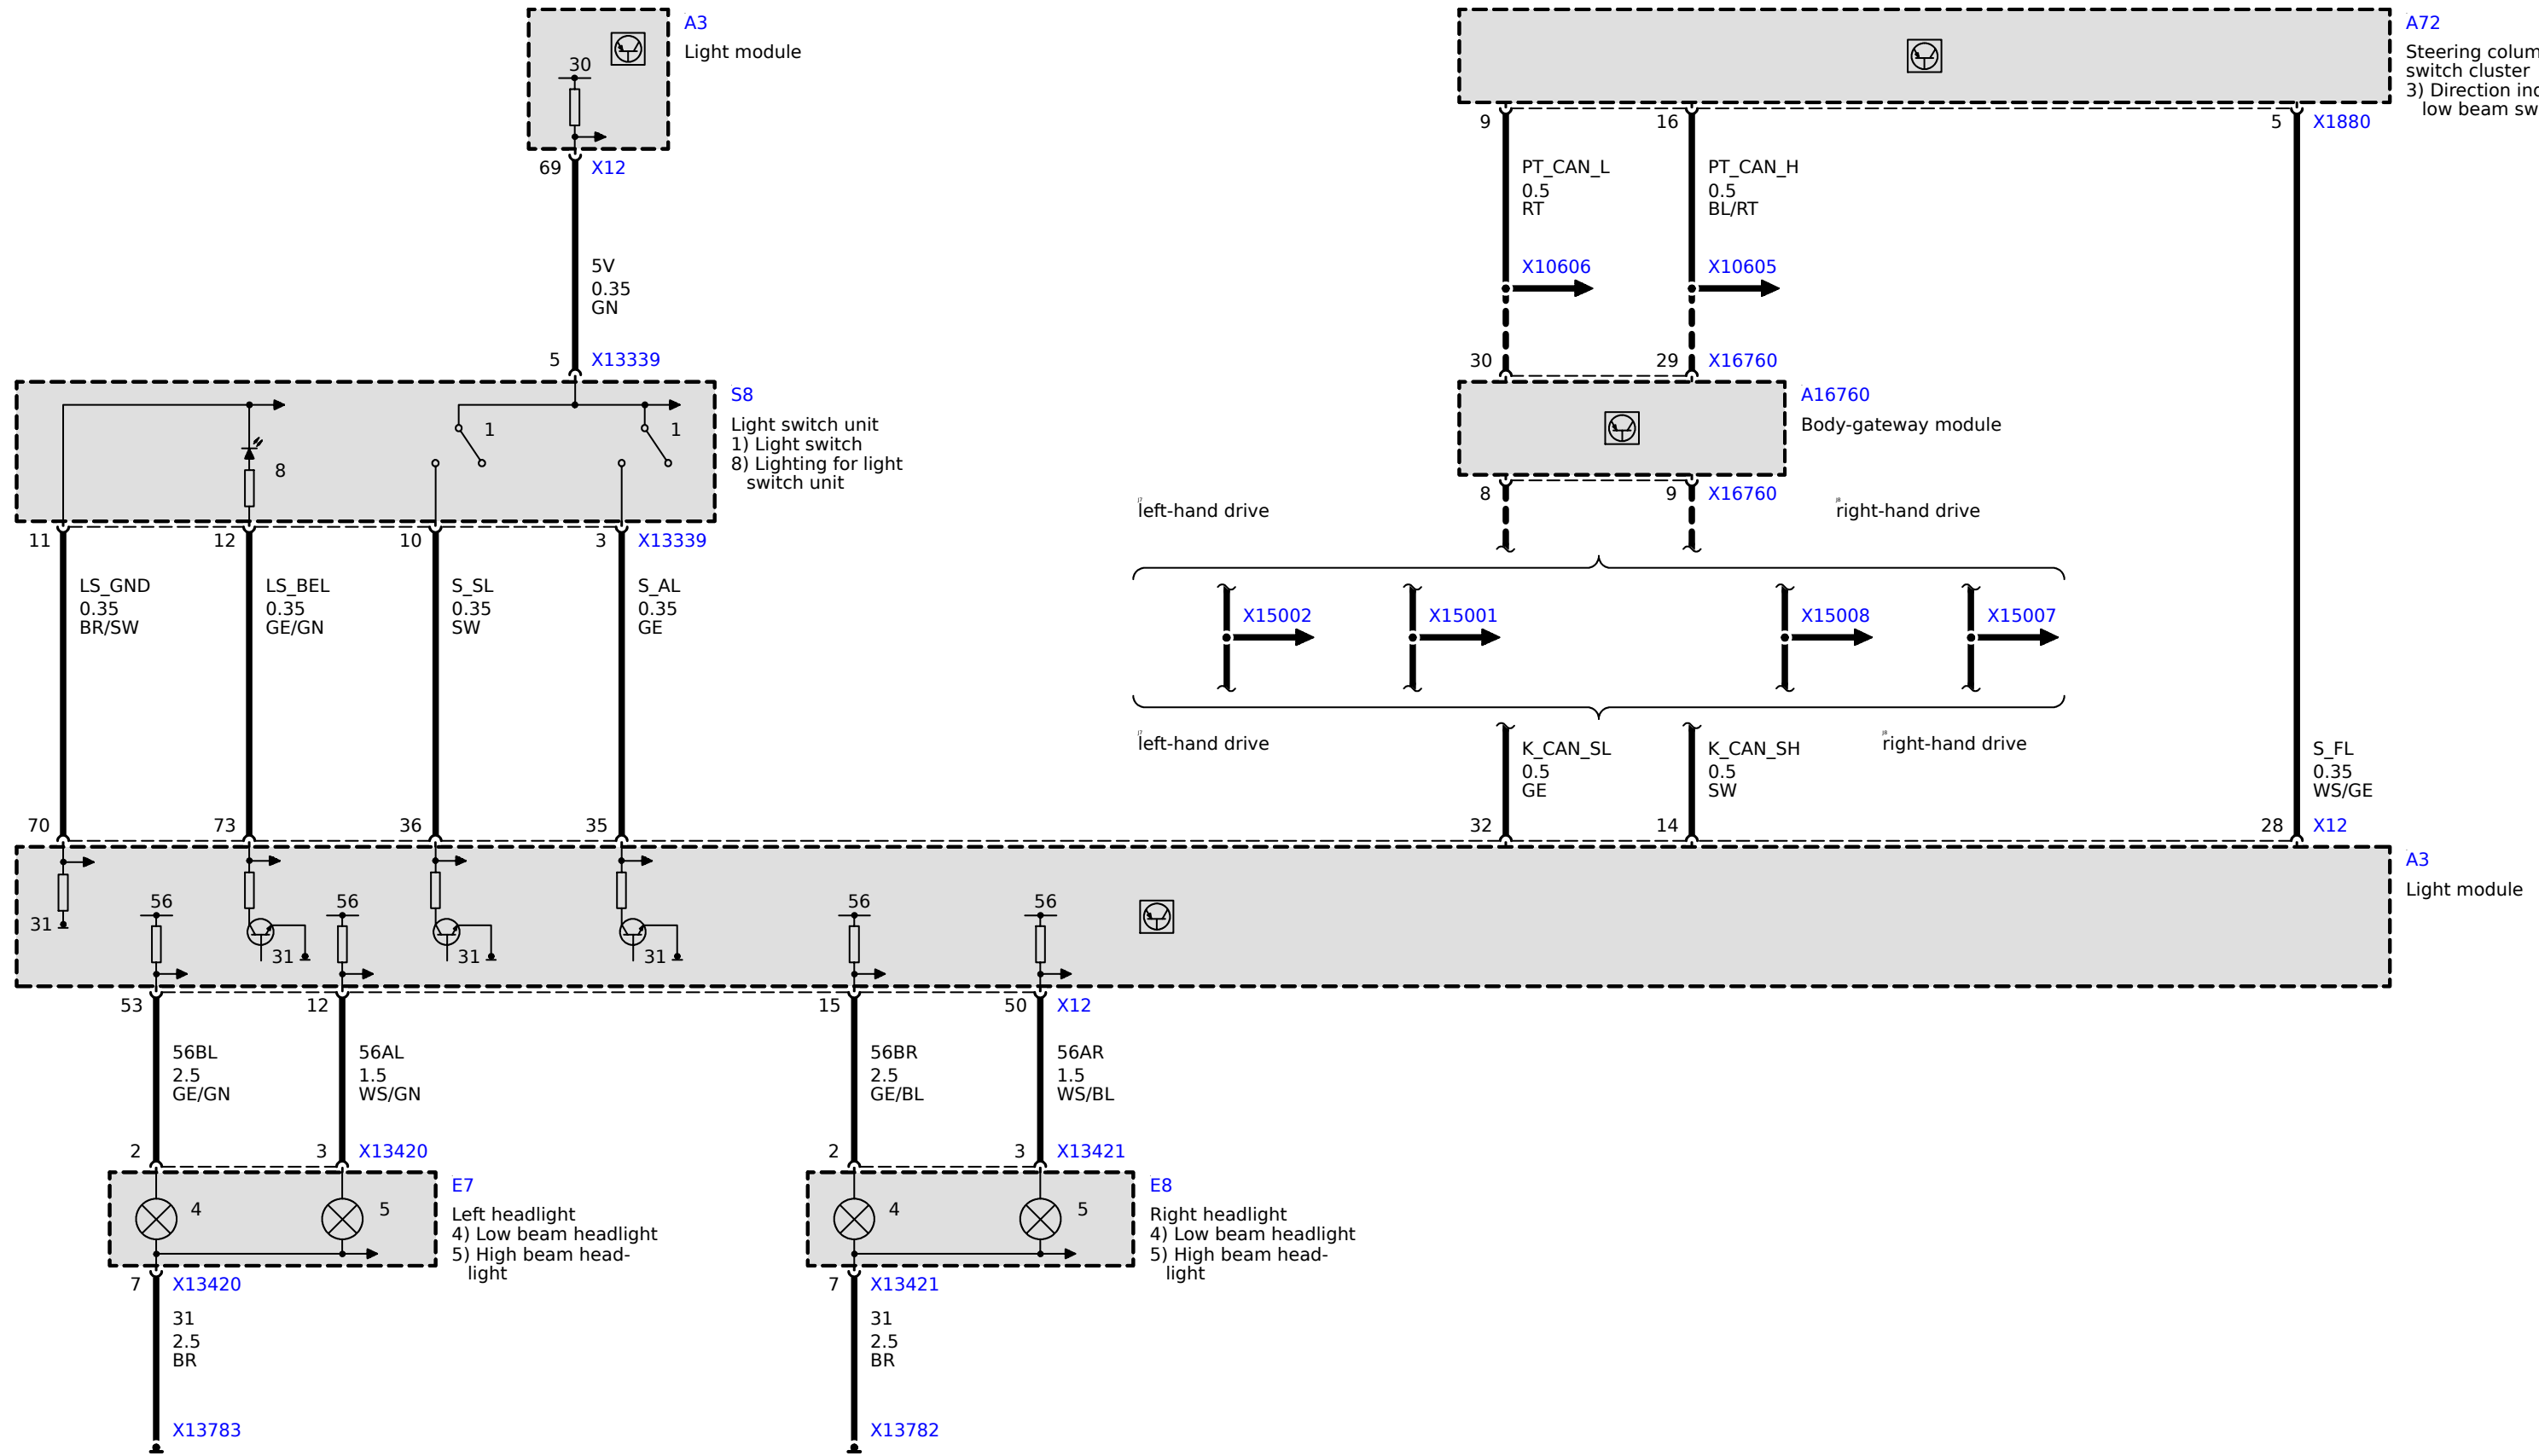 A3
Light module
30
69 X12
5V
0.35
GN
5 X13339
A72
Steering colum
switch cluster
3) Direction ind
low beam sw
9 16 5 X1880
PT_CAN_L
0.5
RT
PT_CAN_H
0.5
BL/RT
X10606 X10605
30 29 X16760
A16760
Body-gateway module
8 9 X16760
S8
Light switch unit
1) Light switch
8) Lighting for light
switch unit
8 1 1
11 12 10 3 X13339
LS_GND
0.35
BR/SW
LS_BEL
0.35
GE/GN
S_SL
0.35
SW
S_AL
0.35
GE
left-hand drive right-hand drive
X15002 X15001 X15008 X15007
left-hand drive right-hand drive
K_CAN_SL
0.5
GE
K_CAN_SH
0.5
SW
S_FL
0.35
WS/GE
70 73 36 35 32 14 28 X12
A3
Light module
56 56 56 56
31 31 31 31
53 12 15 50 X12
56BL
2.5
GE/GN
56AL
1.5
WS/GN
56BR
2.5
GE/BL
56AR
1.5
WS/BL
2 3 X13420
2 3 X13421
4 5
E7
Left headlight
4) Low beam headlight
5) High beam head-
light
4 5
E8
Right headlight
4) Low beam headlight
5) High beam head-
light
7 X13420
31
2.5
BR
X13783
7 X13421
31
2.5
BR
X13782